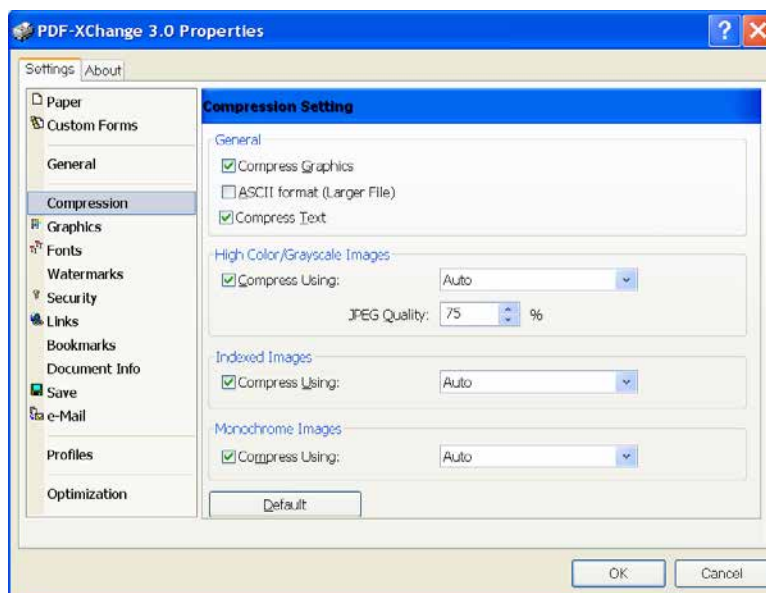 PDF-XChange 3.0 Properties
Settings About
Paper
Custom Forms
General
Compression
Graphics
Fonts
Watermarks
Security
Links
Bookmarks
Document Info
Save
e-Mail
Profiles
Optimization
Compression Setting
General
Compress Graphics
ASCII format (Larger File)
Compress Text
High Color/Grayscale Images
Compress Using: Auto
JPEG Quality: 75 %
Indexed Images
Compress Using: Auto
Monochrome Images
Compress Using: Auto
Default
OK Cancel